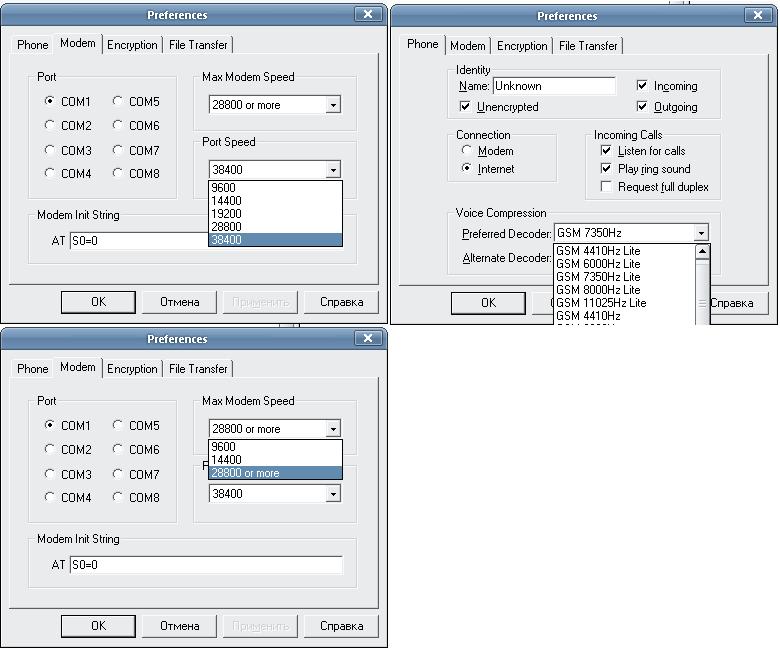 Preferences
Phone Modem Encryption File Transfer
Port
COM1 COM5
COM2 COM6
COM3 COM7
COM4 COM8
Max Modem Speed
28800 or more
Port Speed
38400
9600
14400
19200
28800
38400
Modem Init String
AT S0=0
OK Отмена Применить Справка
Preferences
Phone Modem Encryption File Transfer
Identity
Name: Unknown
Incoming
Unencrypted
Outgoing
Connection
Modem
Internet
Incoming Calls
Listen for calls
Play ring sound
Request full duplex
Voice Compression
Preferred Decoder: GSM 7350Hz
Alternate Decoder:
GSM 4410Hz Lite
GSM 6000Hz Lite
GSM 7350Hz Lite
GSM 8000Hz Lite
GSM 11025Hz Lite
GSM 4410Hz
OK Справка
Preferences
Phone Modem Encryption File Transfer
Port
COM1 COM5
COM2 COM6
COM3 COM7
COM4 COM8
Max Modem Speed
28800 or more
9600
14400
28800 or more
38400
Modem Init String
AT S0=0
OK Отмена Применить Справка